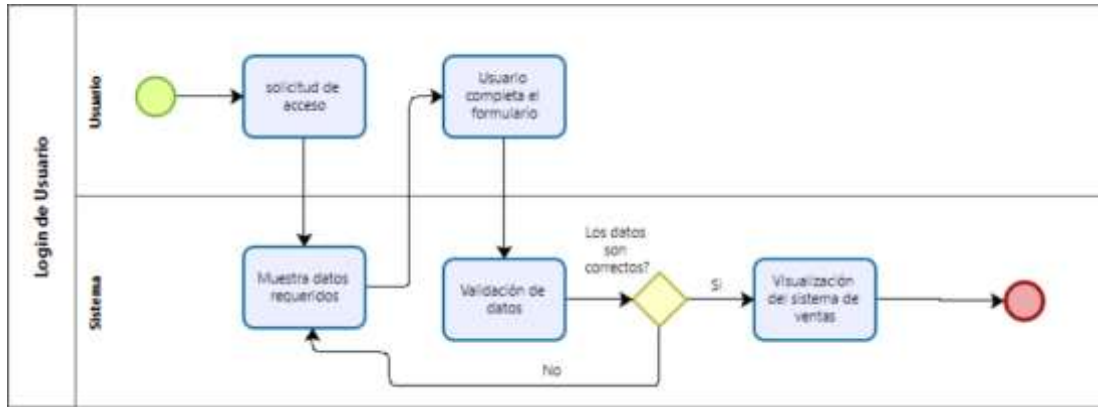 Login de Usuario
Usuario
solicitud de
acceso
Usuario
completa el
formulario
Sistema
Muestra datos
requeridos
Validación de
datos
Los datos
son
correctos?
Si
Visualización
del sistema de
ventas
No